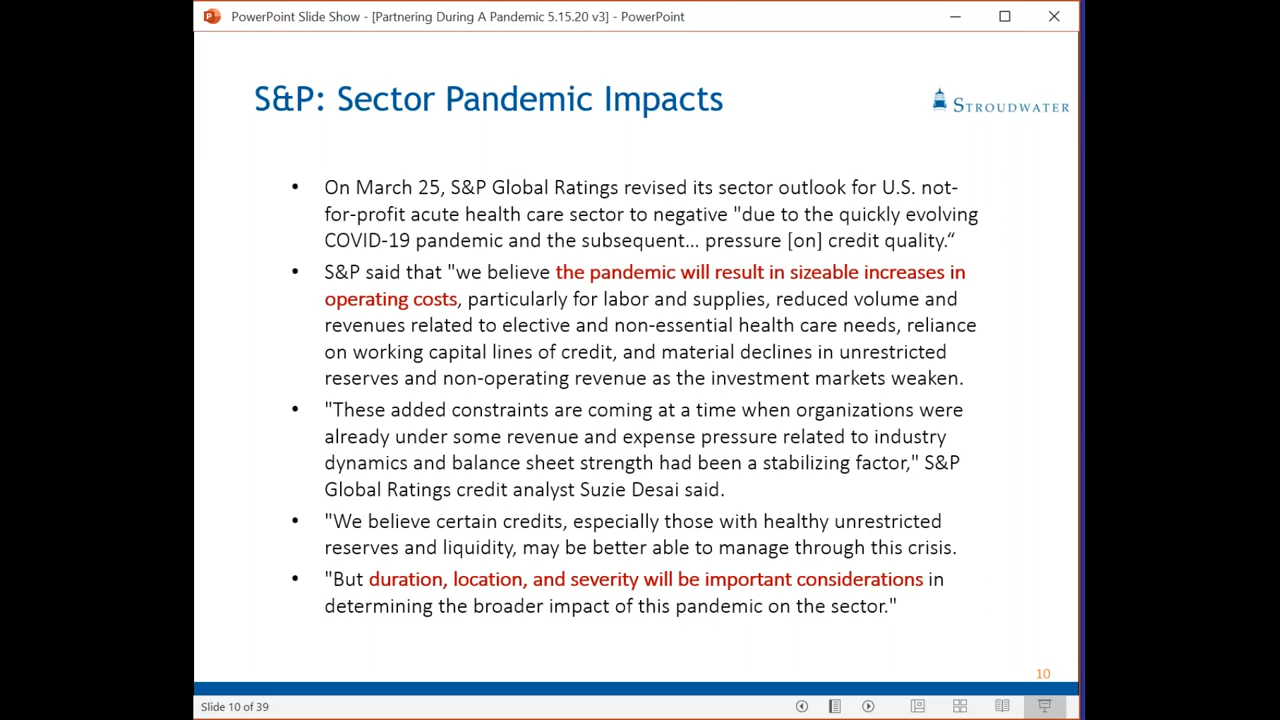 PowerPoint Slide Show - [Partnering During A Pandemic 5.15.20 v3] - PowerPoint
S&P: Sector Pandemic Impacts
STROUDWATER
• On March 25, S&P Global Ratings revised its sector outlook for U.S. not-
for-profit acute health care sector to negative "due to the quickly evolving
COVID-19 pandemic and the subsequent... pressure [on] credit quality.“
• S&P said that "we believe the pandemic will result in sizeable increases in
operating costs, particularly for labor and supplies, reduced volume and
revenues related to elective and non-essential health care needs, reliance
on working capital lines of credit, and material declines in unrestricted
reserves and non-operating revenue as the investment markets weaken.
• "These added constraints are coming at a time when organizations were
already under some revenue and expense pressure related to industry
dynamics and balance sheet strength had been a stabilizing factor," S&P
Global Ratings credit analyst Suzie Desai said.
• "We believe certain credits, especially those with healthy unrestricted
reserves and liquidity, may be better able to manage through this crisis.
• "But duration, location, and severity will be important considerations in
determining the broader impact of this pandemic on the sector."
10
Slide 10 of 39